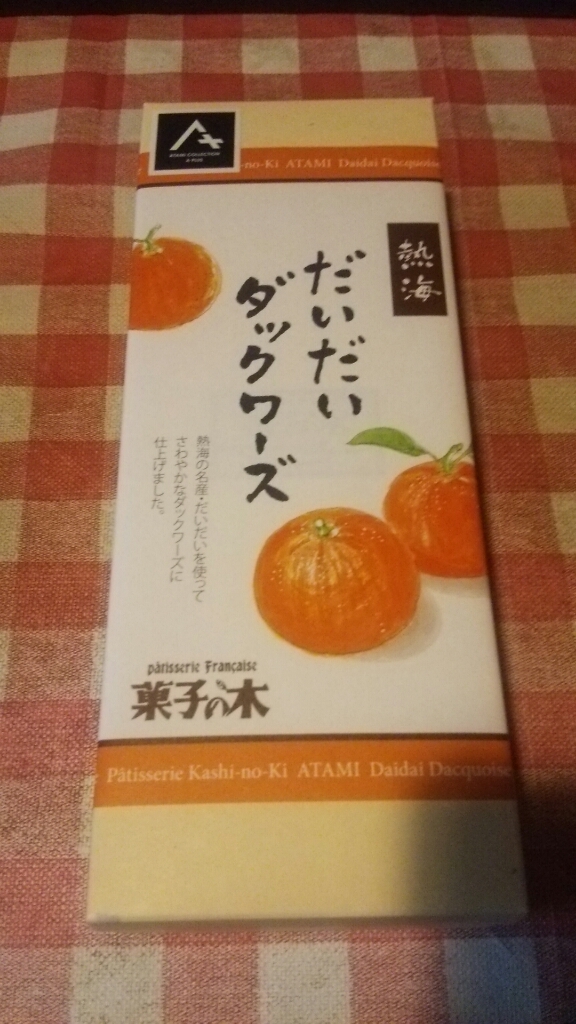 A+
ATAMI COLLECTION
A PLUS
-no-Ki ATAMI Daidai Dacquoise
熱海
だいだい
ダックワーズ
熱海の名産・だいだいを使って
さわやかなダックワーズに
仕上げました。
pâtisserie Française
菓子の木
Pâtisserie Kashi-no-Ki ATAMI Daidai Dacquoise